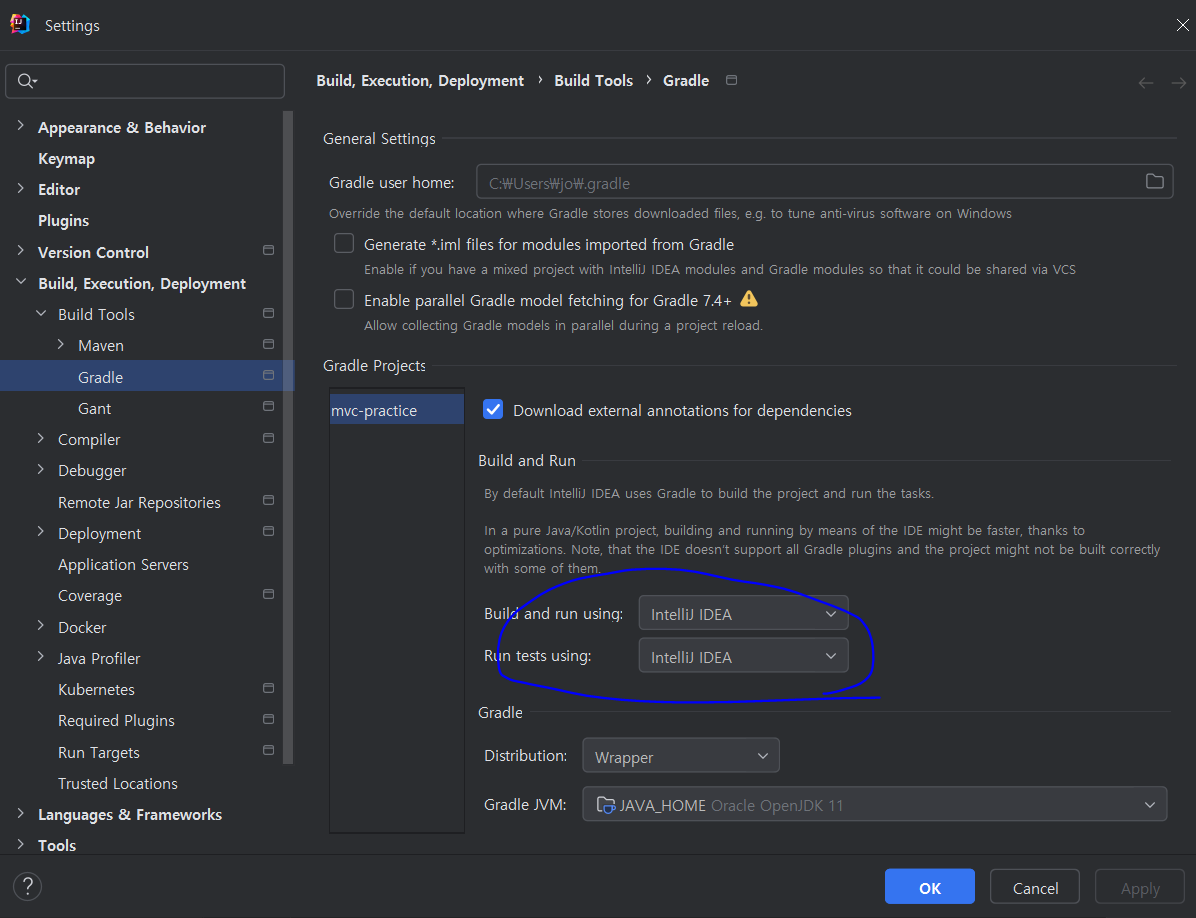 Settings
Build, Execution, Deployment › Build Tools › Gradle
Appearance & Behavior
Keymap
Editor
Plugins
Version Control
Build, Execution, Deployment
Build Tools
Maven
Gradle
Gant
Compiler
Debugger
Remote Jar Repositories
Deployment
Application Servers
Coverage
Docker
Java Profiler
Kubernetes
Required Plugins
Run Targets
Trusted Locations
Languages & Frameworks
Tools
General Settings
Gradle user home: C:₩Users₩jo₩.gradle
Override the default location where Gradle stores downloaded files, e.g. to tune anti-virus software on Windows
Generate *.iml files for modules imported from Gradle
Enable if you have a mixed project with IntelliJ IDEA modules and Gradle modules so that it could be shared via VCS
Enable parallel Gradle model fetching for Gradle 7.4+
Allow collecting Gradle models in parallel during a project reload.
Gradle Projects
mvc-practice
Download external annotations for dependencies
Build and Run
By default IntelliJ IDEA uses Gradle to build the project and run the tasks.
In a pure Java/Kotlin project, building and running by means of the IDE might be faster, thanks to
optimizations. Note, that the IDE doesn't support all Gradle plugins and the project might not be built correctly
with some of them.
Build and run using: IntelliJ IDEA
Run tests using: IntelliJ IDEA
Gradle
Distribution: Wrapper
Gradle JVM: JAVA_HOME Oracle OpenJDK 11
?
OK
Cancel
Apply